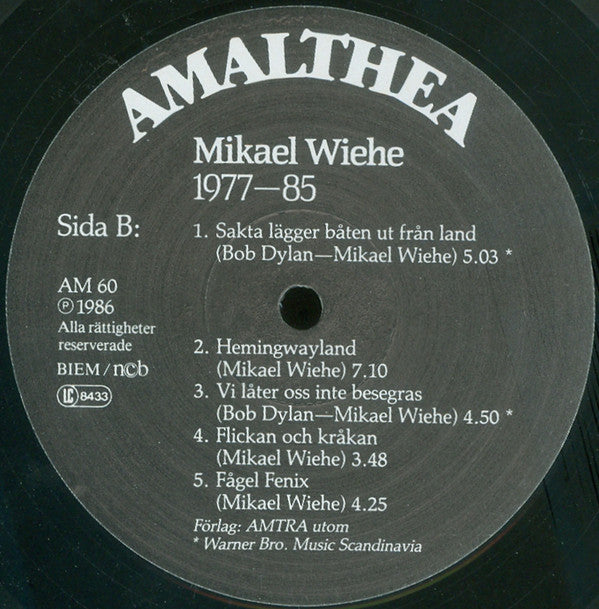 AMALTHEA
Mikael Wiehe
1977—85
Sida B:
1. Sakta lägger båten ut från land
(Bob Dylan—Mikael Wiehe) 5.03 *
AM 60
℗ 1986
Alla rättigheter
reserverade
BIEM / n©b
LC 8433
2. Hemingwayland
(Mikael Wiehe) 7.10
3. Vi låter oss inte besegras
(Bob Dylan—Mikael Wiehe) 4.50 *
4. Flickan och kråkan
(Mikael Wiehe) 3.48
5. Fågel Fenix
(Mikael Wiehe) 4.25
Förlag: AMTRA utom
* Warner Bro. Music Scandinavia